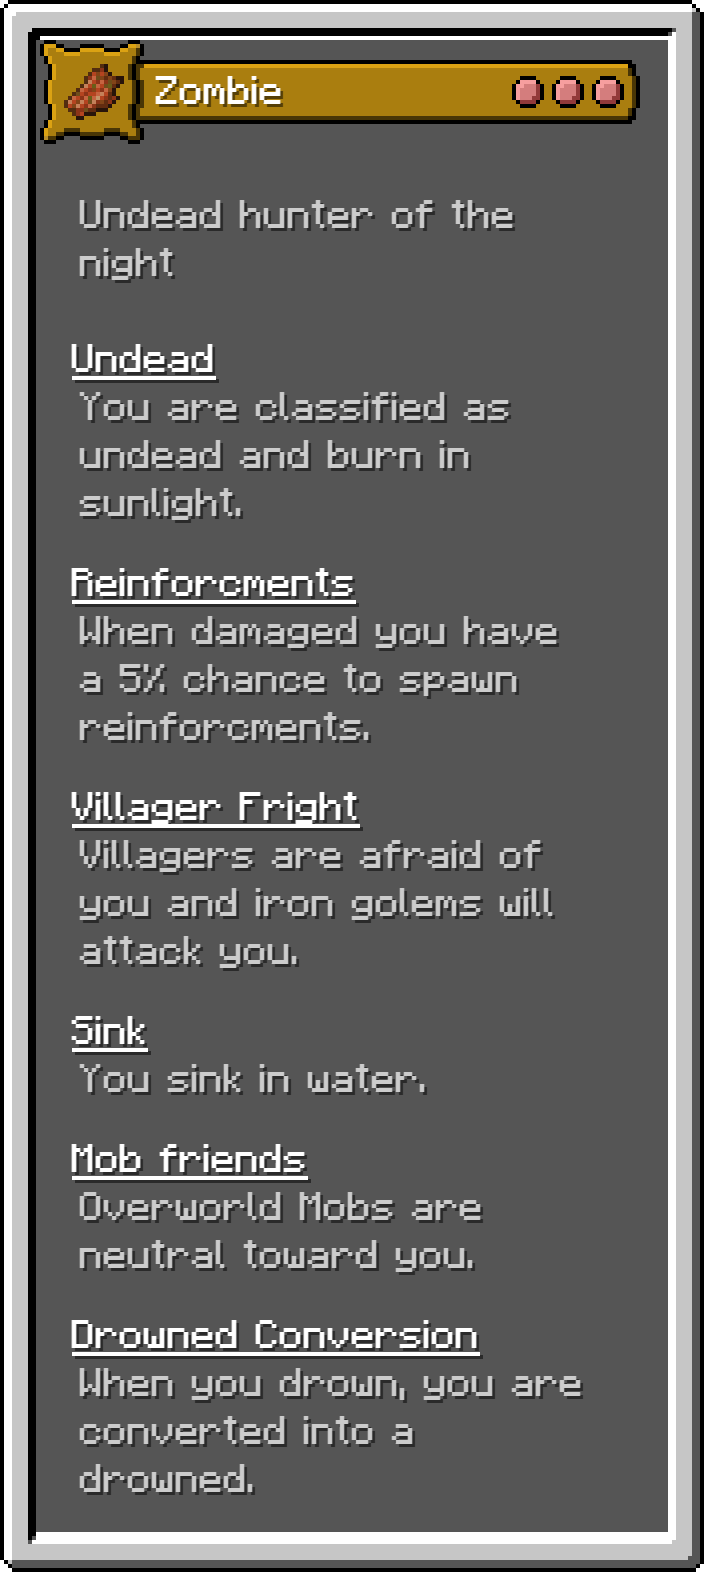 Zombie
Undead hunter of the
night
Undead
You are classified as
undead and burn in
sunlight.
Reinforcments
When damaged you have
a 5% chance to spawn
reinforcments.
Villager Fright
Villagers are afraid of
you and iron golems will
attack you.
Sink
You sink in water.
Mob friends
Overworld Mobs are
neutral toward you.
Drowned Conversion
When you drown, you are
converted into a
drowned.